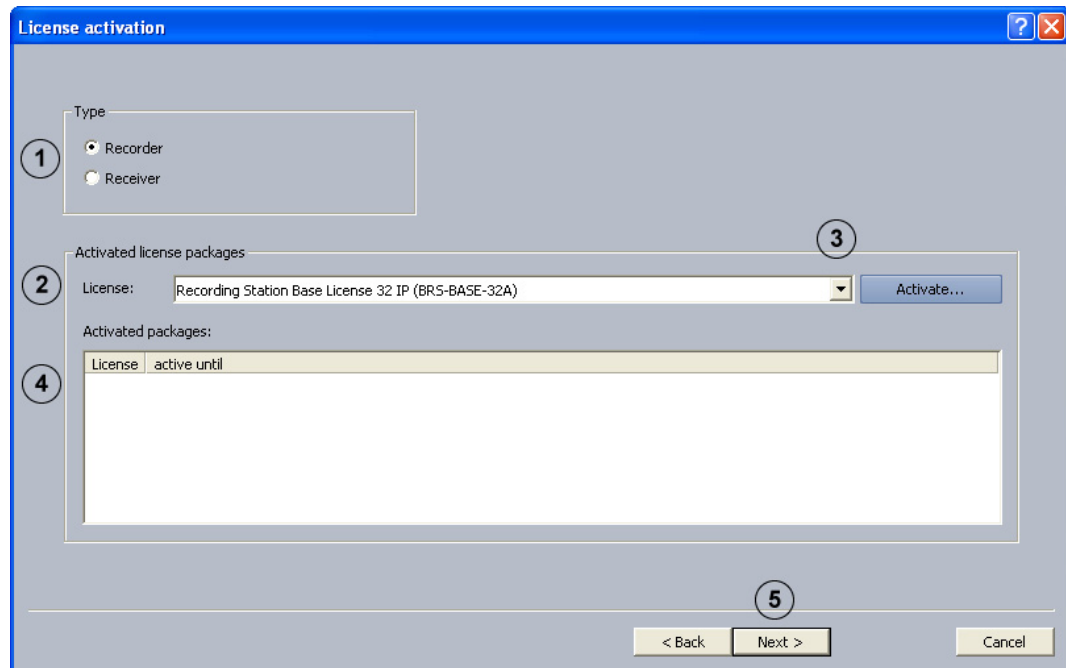 License activation
Type
1
Recorder
Receiver
3
Activated license packages
2
License:
Recording Station Base License 32 IP (BRS-BASE-32A)
Activate...
Activated packages:
4
License
active until
5
< Back
Next >
Cancel